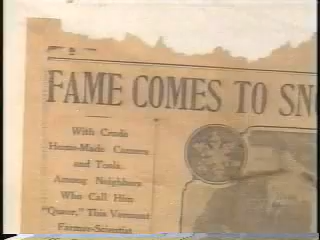 FAME COMES TO SN
With Crude
Home-Made Camera
and Tools,
Among Neighbors
Who Call Him
"Queer," This Vermont
Farmer-Scientist